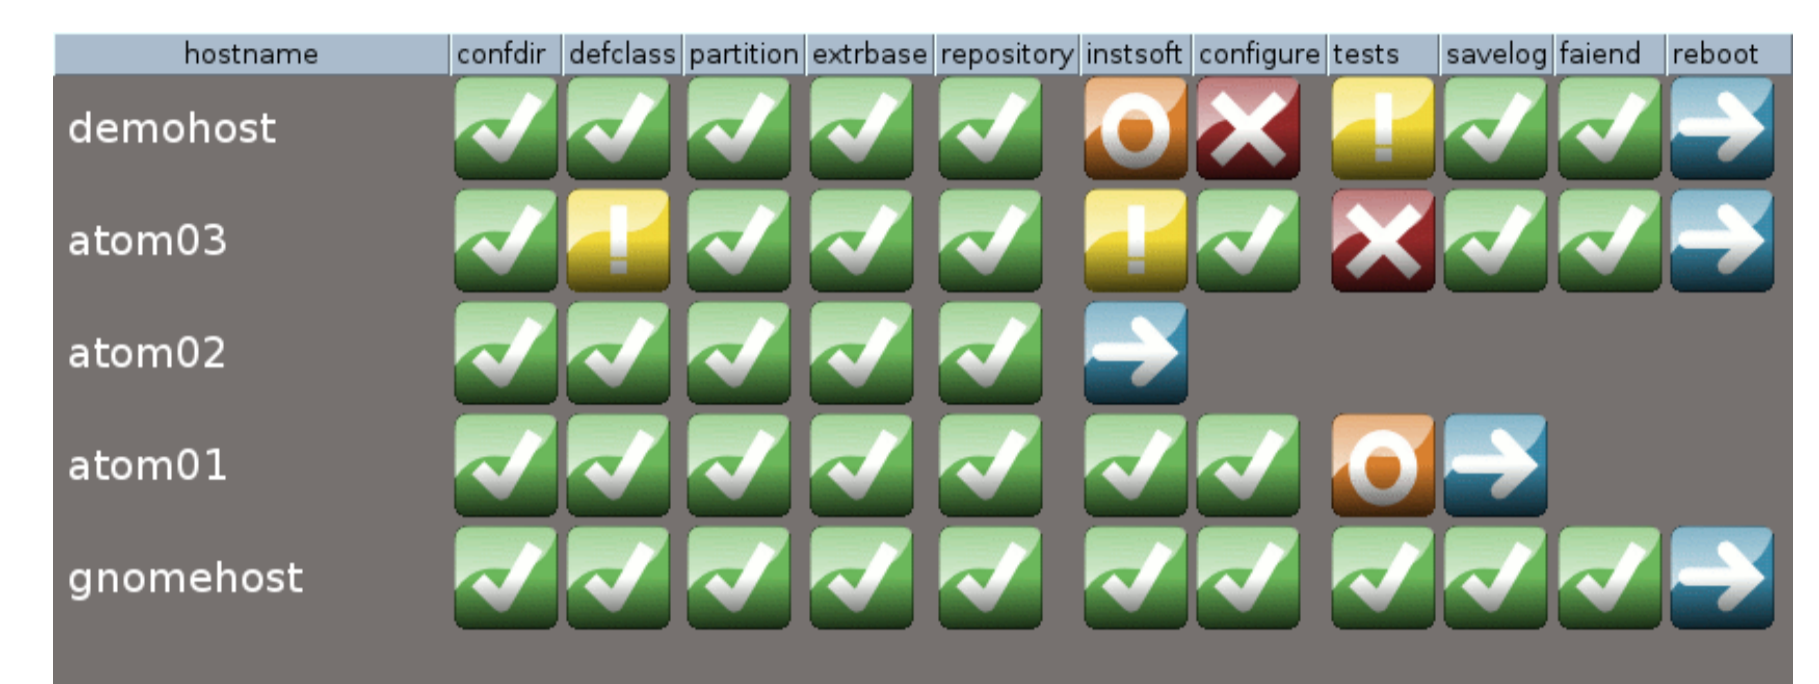 hostname confdir defclass partition extrbase repository instsoft configure tests savelog faiend reboot
demohost
atom03
atom02
atom01
gnomehost